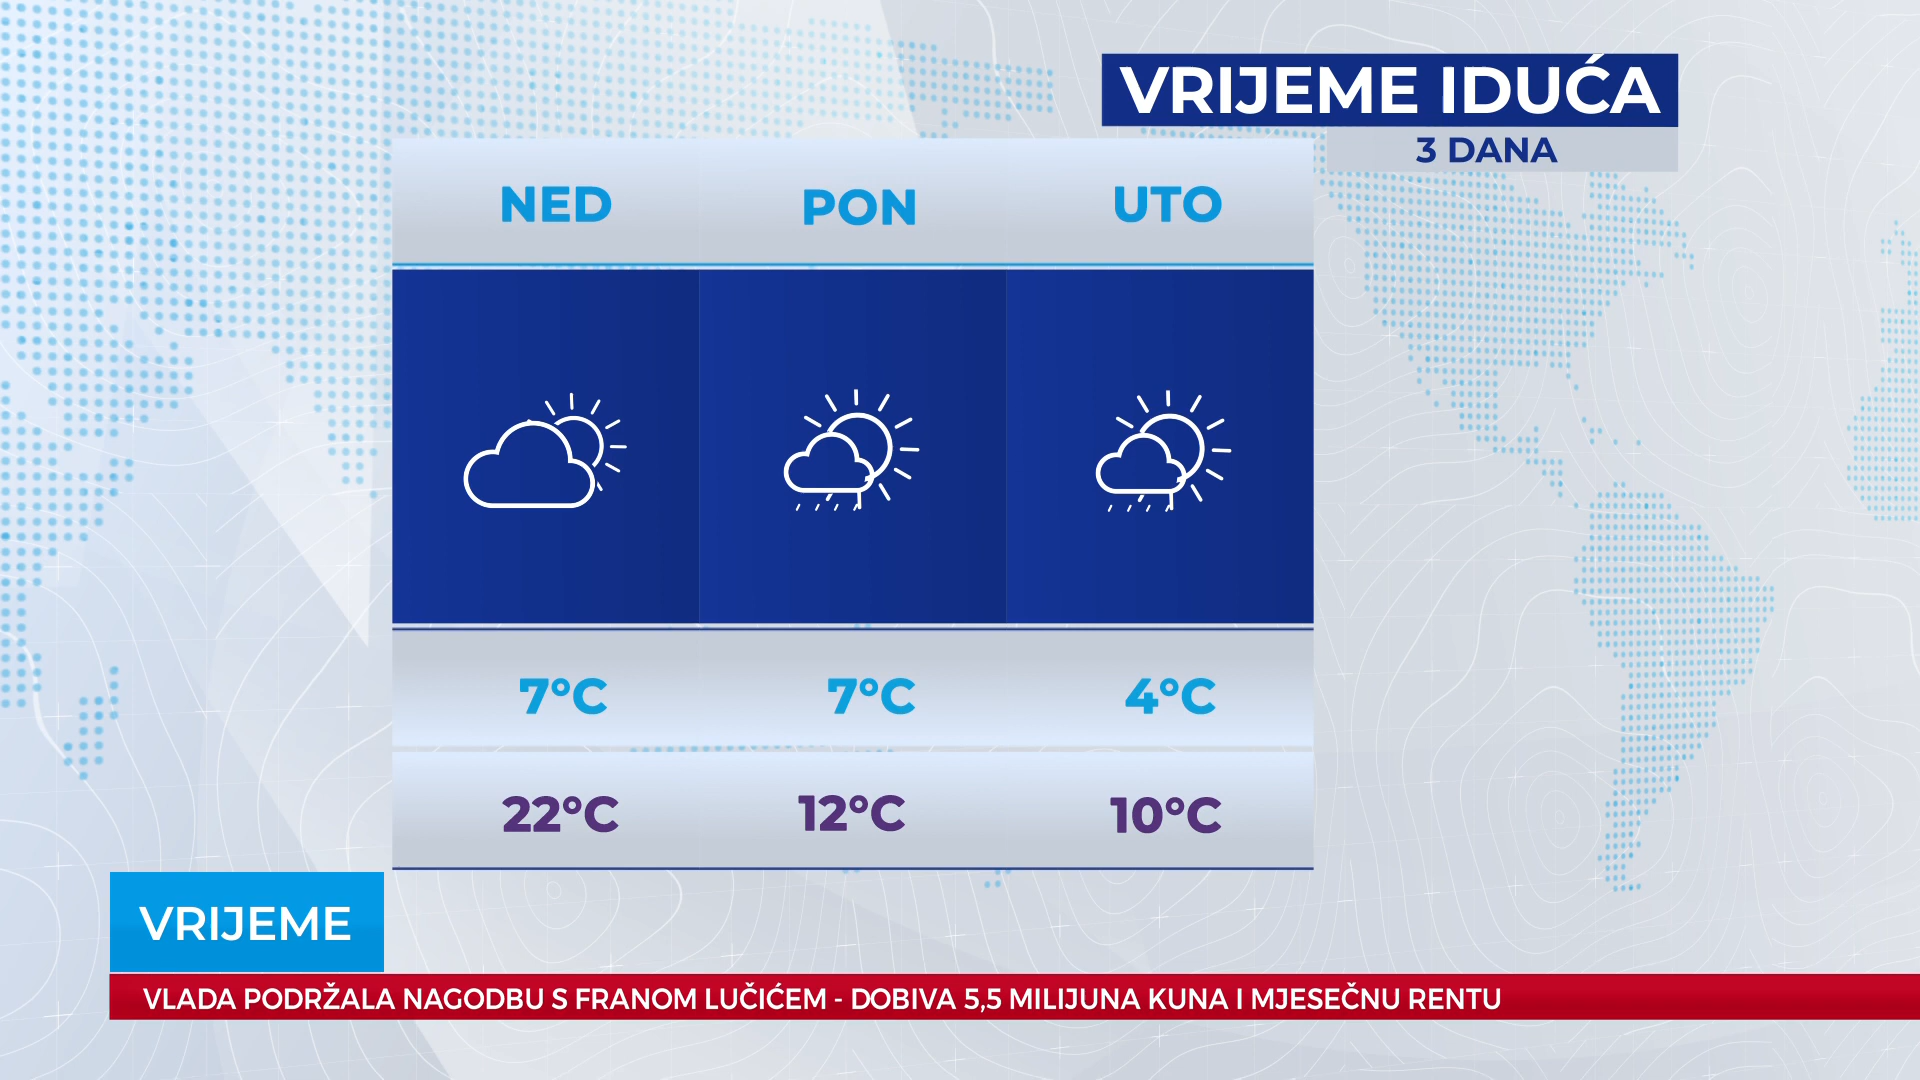 VRIJEME IDUĆA
3 DANA
NED PON UTO
7°C 7°C 4°C
22°C 12°C 10°C
VRIJEME
VLADA PODRŽALA NAGODBU S FRANOM LUČIĆEM - DOBIVA 5,5 MILIJUNA KUNA I MJESEČNU RENTU